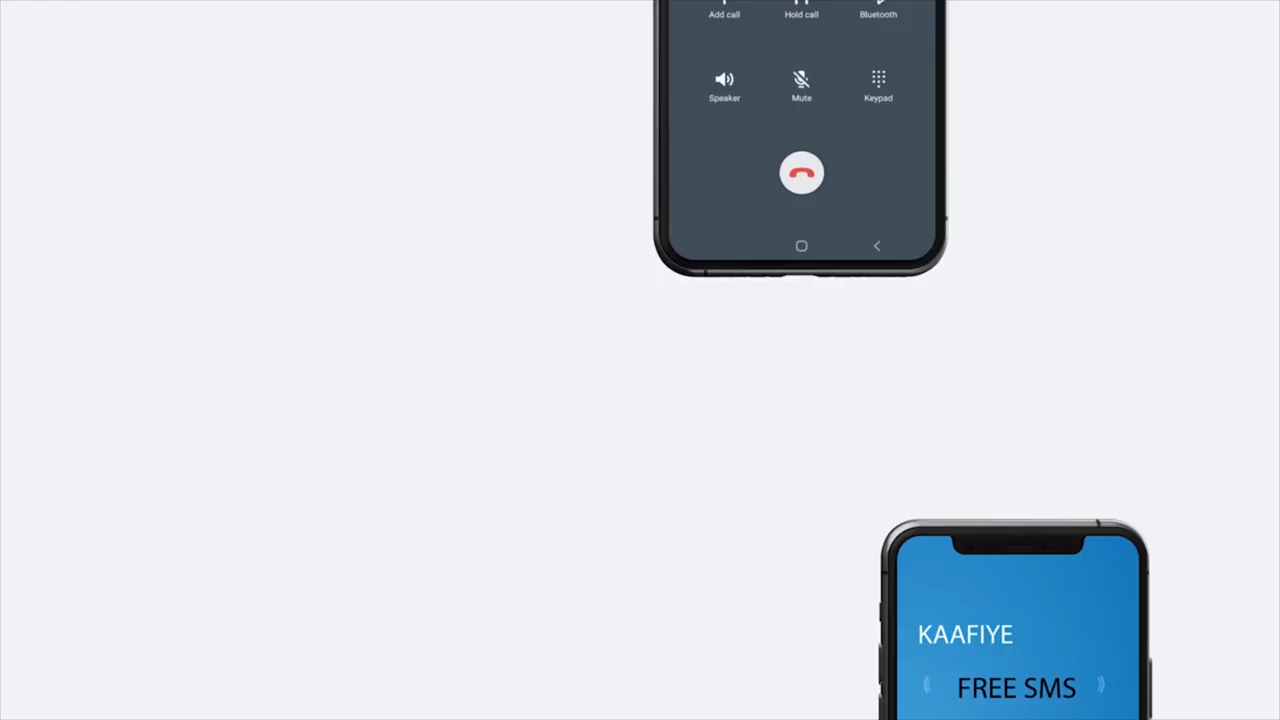 Add call Hold call Bluetooth
Speaker Mute Keypad
KAAFIYE
FREE SMS